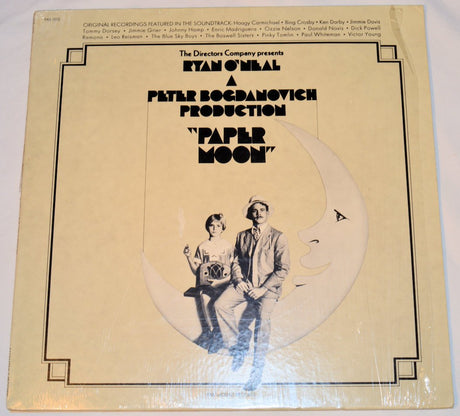 ORIGINAL RECORDINGS FEATURED IN THE SOUNDTRACK: Hoagy Carmichael • Bing Crosby • Ken Darby • Jimmie Davis
Tommy Dorsey • Jimmie Grier • Johnny Hamp • Enric Madriguera • Ozzie Nelson • Donald Novis • Dick Powell
Ramona • Leo Reisman • The Blue Sky Boys • The Boswell Sisters • Pinky Tomlin • Paul Whiteman • Victor Young
The Directors Company presents
RYAN O'NEAL
A
PETER BOGDANOVICH
PRODUCTION
"PAPER
MOON"